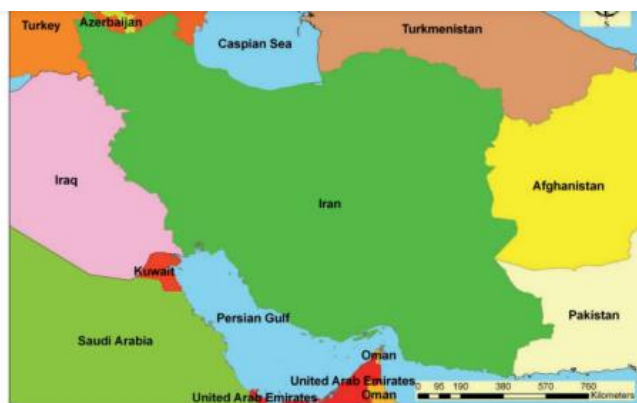 S
Turkey
Azerbaijan
Caspian Sea
Turkmenistan
Iraq
Iran
Afghanistan
Kuwait
Persian Gulf
Saudi Arabia
Pakistan
Oman
United Arab Emirates
United Arab Emirates
Oman
0 95 190 380 570 760
Kilometers